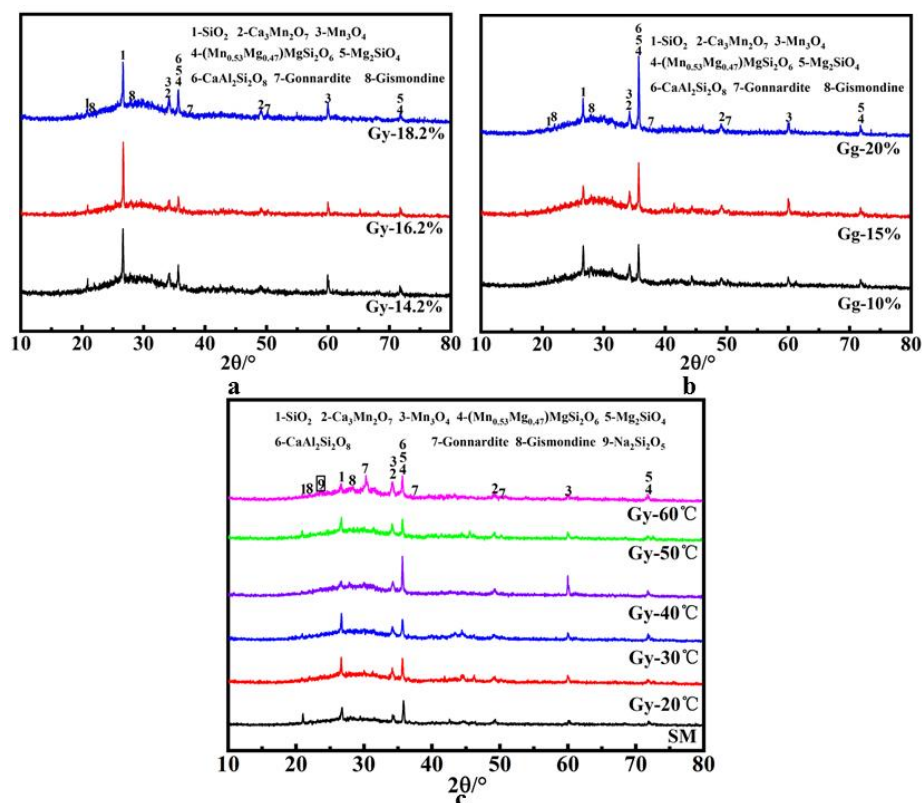 1-SiO₂ 2-Ca₃Mn₂O₇ 3-Mn₃O₄
4-(Mn₀.₅₃Mg₀.₄₇)MgSi₂O₆ 5-Mg₂SiO₄
6-CaAl₂Si₂O₈ 7-Gonnardite 8-Gismondine
1
6
5
4
3
2
1
8
8
7
2
7
3
5
4
Gy-18.2%
Gy-16.2%
Gy-14.2%
10 20 30 40 50 60 70 80
2θ/°
a
1-SiO₂ 2-Ca₃Mn₂O₇ 3-Mn₃O₄
4-(Mn₀.₅₃Mg₀.₄₇)MgSi₂O₆ 5-Mg₂SiO₄
6-CaAl₂Si₂O₈ 7-Gonnardite 8-Gismondine
6
5
4
1
8
1
8
3
2
7
2
7
3
5
4
Gg-20%
Gg-15%
Gg-10%
10 20 30 40 50 60 70 80
2θ/°
b
1-SiO₂ 2-Ca₃Mn₂O₇ 3-Mn₃O₄ 4-(Mn₀.₅₃Mg₀.₄₇)MgSi₂O₆ 5-Mg₂SiO₄
6-CaAl₂Si₂O₈ 7-Gonnardite 8-Gismondine 9-Na₂Si₂O₅
1
8
9
1
8
7
3
2
6
5
4
7
2
7
3
5
4
Gy-60℃
Gy-50℃
Gy-40℃
Gy-30℃
Gy-20℃
SM
10 20 30 40 50 60 70 80
2θ/°
c